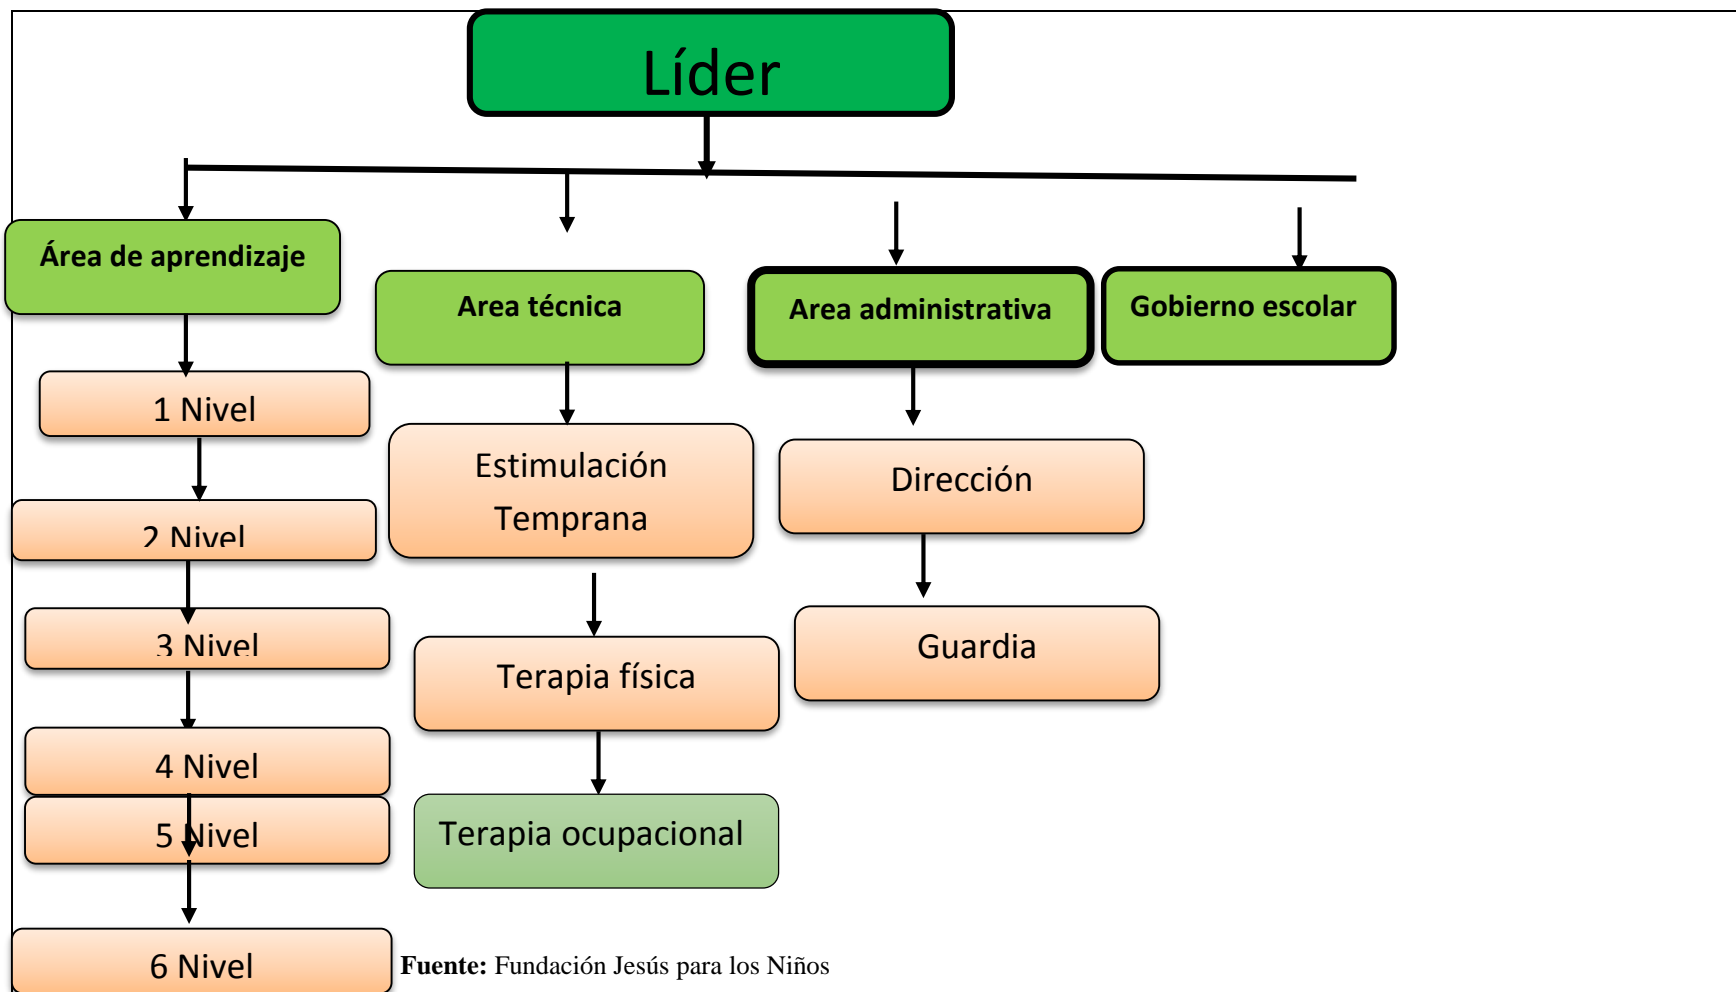 Líder
Área de aprendizaje
Area técnica
Area administrativa
Gobierno escolar
1 Nivel
2 Nivel
3 Nivel
4 Nivel
5 Nivel
6 Nivel
Estimulación
Temprana
Terapia física
Terapia ocupacional
Dirección
Guardia
Fuente: Fundación Jesús para los Niños